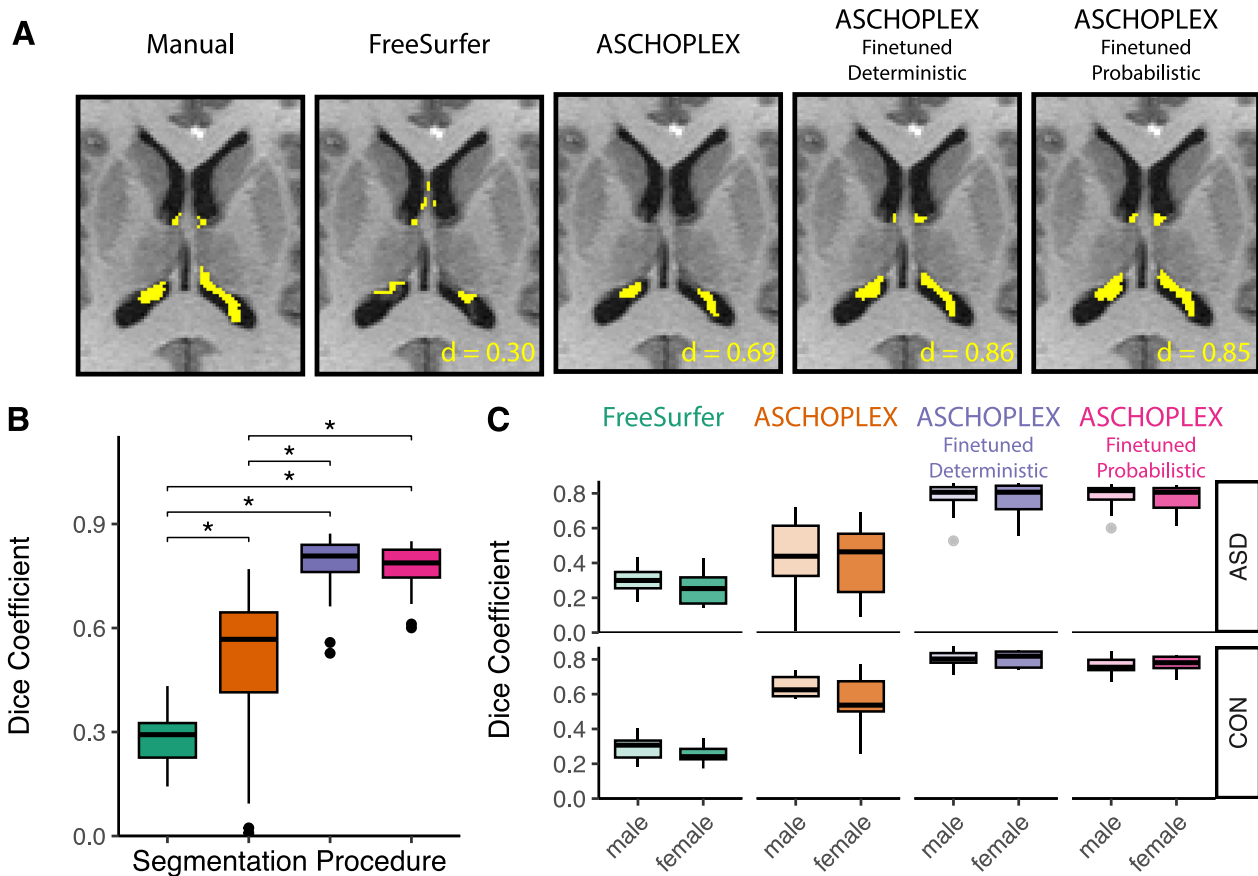 A
Manual
FreeSurfer
ASCHOPLEX
ASCHOPLEX
Finetuned
Deterministic
ASCHOPLEX
Finetuned
Probabilistic
d = 0.30
d = 0.69
d = 0.86
d = 0.85
B
*
*
*
*
*
Dice Coefficient
0.9
0.6
0.3
0.0
Segmentation Procedure
C
FreeSurfer
ASCHOPLEX
ASCHOPLEX
Finetuned
Deterministic
ASCHOPLEX
Finetuned
Probabilistic
Dice Coefficient
0.8
0.6
0.4
0.2
0.0
ASD
0.8
0.6
0.4
0.2
0.0
CON
male
female
male
female
male
female
male
female